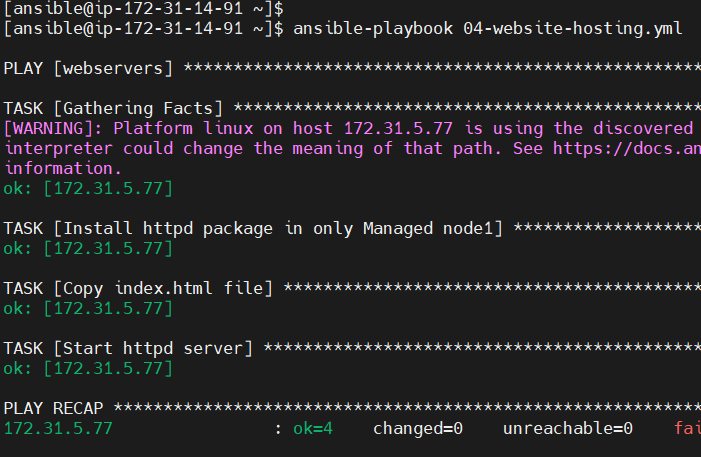 [ansible@ip-172-31-14-91 ~]$
[ansible@ip-172-31-14-91 ~]$ ansible-playbook 04-website-hosting.yml
PLAY [webservers] ****************************************************
TASK [Gathering Facts] ***********************************************
[WARNING]: Platform linux on host 172.31.5.77 is using the discovered
interpreter could change the meaning of that path. See https://docs.an
information.
ok: [172.31.5.77]
TASK [Install httpd package in only Managed node1] *******************
ok: [172.31.5.77]
TASK [Copy index.html file] ******************************************
ok: [172.31.5.77]
TASK [Start httpd server] ********************************************
ok: [172.31.5.77]
PLAY RECAP ***********************************************************
172.31.5.77                : ok=4    changed=0    unreachable=0    fai